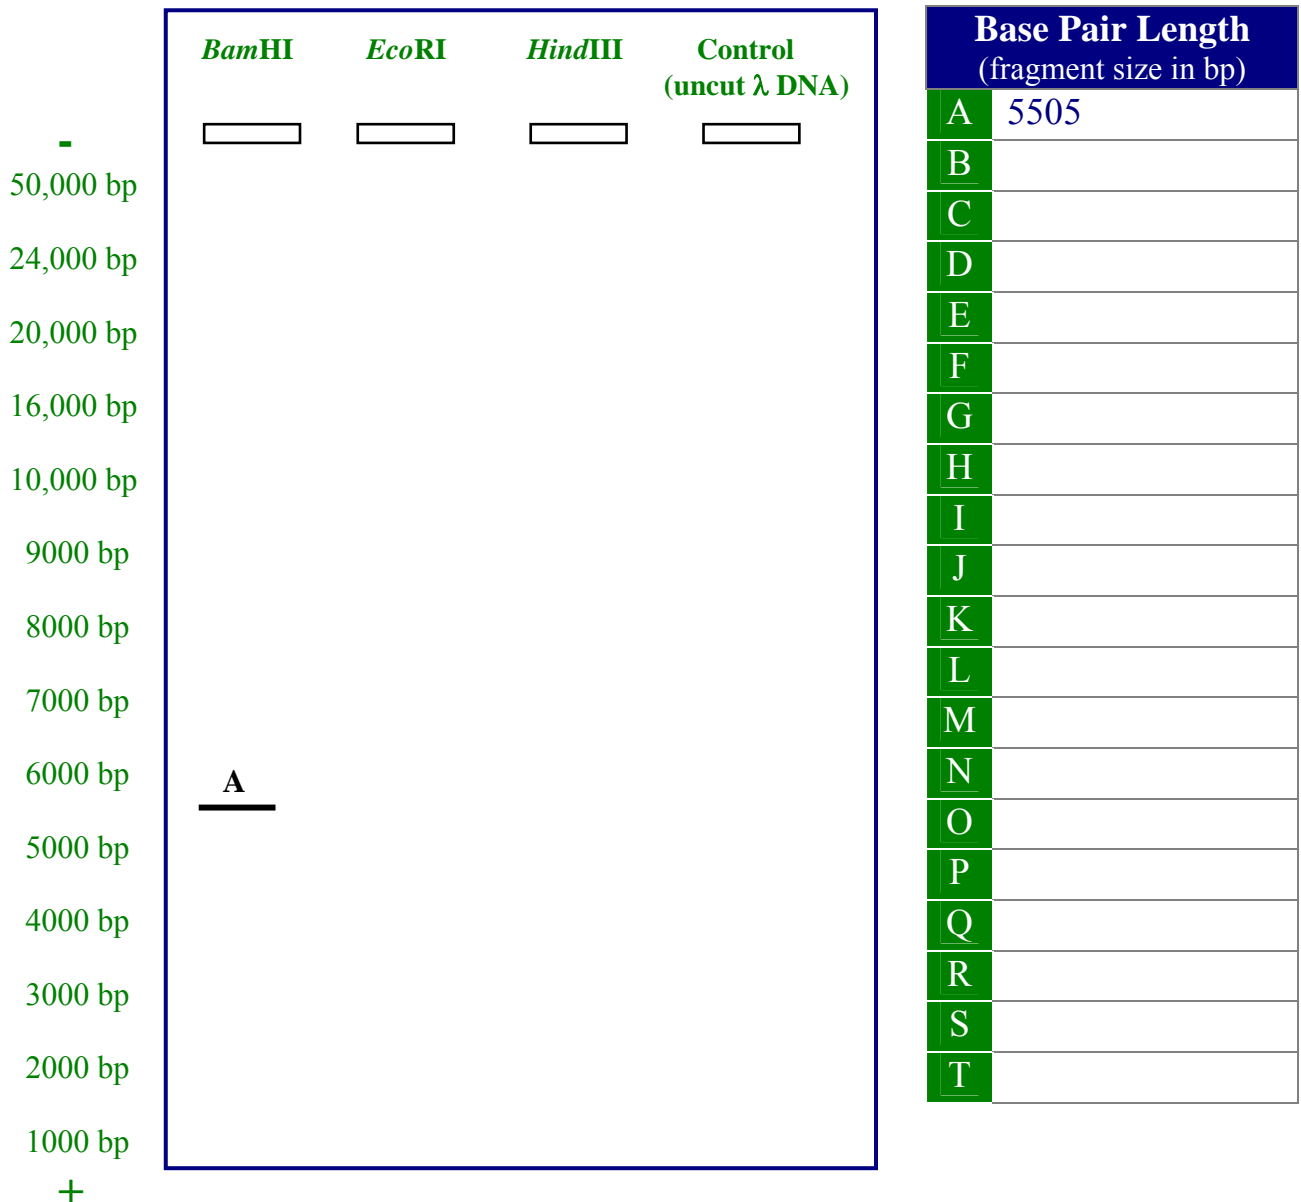 BamHI EcoRI HindIII Control
(uncut λ DNA)
-
50,000 bp
24,000 bp
20,000 bp
16,000 bp
10,000 bp
9000 bp
8000 bp
7000 bp
6000 bp
A
5000 bp
4000 bp
3000 bp
2000 bp
1000 bp
+
Base Pair Length
(fragment size in bp)
A 5505
B
C
D
E
F
G
H
I
J
K
L
M
N
O
P
Q
R
S
T